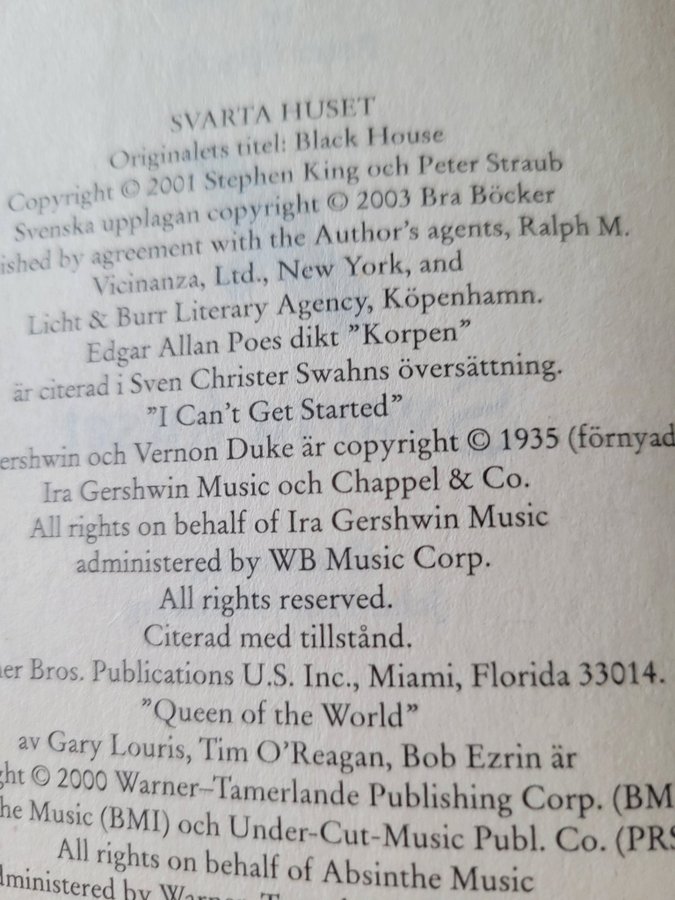 SVARTA HUSET
Originalets titel: Black House
Copyright © 2001 Stephen King och Peter Straub
Svenska upplagan copyright © 2003 Bra Böcker
ished by agreement with the Author's agents, Ralph M.
Vicinanza, Ltd., New York, and
Licht & Burr Literary Agency, Köpenhamn.
Edgar Allan Poes dikt ”Korpen”
är citerad i Sven Christer Swahns översättning.
”I Can't Get Started”
ershwin och Vernon Duke är copyright © 1935 (förnyad
Ira Gershwin Music och Chappel & Co.
All rights on behalf of Ira Gershwin Music
administered by WB Music Corp.
All rights reserved.
Citerad med tillstånd.
er Bros. Publications U.S. Inc., Miami, Florida 33014.
”Queen of the World”
av Gary Louris, Tim O'Reagan, Bob Ezrin är
ght © 2000 Warner–Tamerlande Publishing Corp. (BM
he Music (BMI) och Under-Cut-Music Publ. Co. (PRS
All rights on behalf of Absinthe Music
dministered by Warner